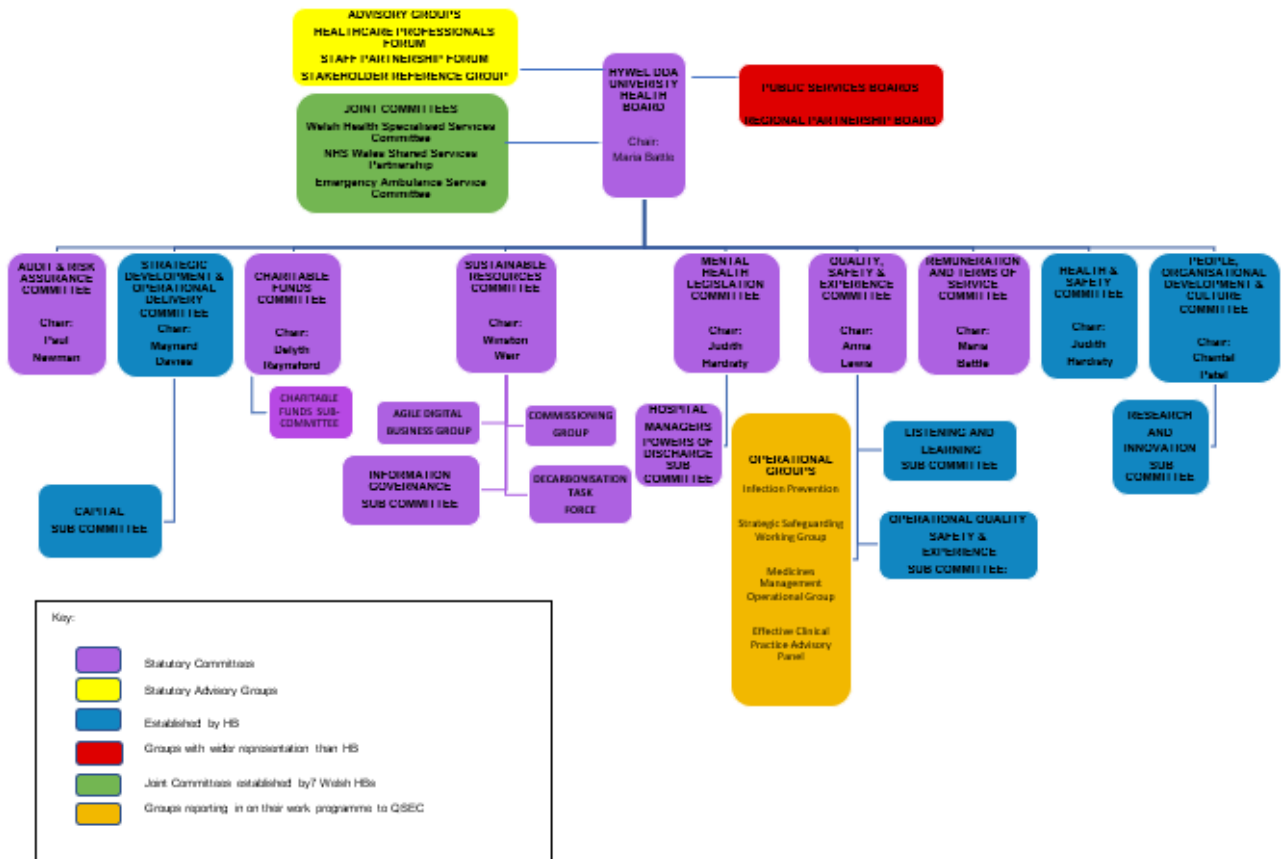 ADVISORY GROUPS
HEALTHCARE PROFESSIONALS
FORUM
STAFF PARTNERSHIP FORUM
STAKEHOLDER REFERENCE GROUP
JOINT COMMITTEES
Welsh Health Specialised Services
Committee
NHS Wales Shared Services
Partnership
Emergency Ambulance Service
Committee
HYWEL DDA
UNIVERISTY
HEALTH
BOARD
Chair:
Maria Battle
PUBLIC SERVICES BOARDS
REGIONAL PARTNERSHIP BOARD
AUDIT & RISK
ASSURANCE
COMMITTEE
Chair:
Paul
Newman
STRATEGIC
DEVELOPMENT &
OPERATIONAL
DELIVERY
COMMITTEE
Chair:
Maynard
Davies
CHARITABLE
FUNDS
COMMITTEE
Chair:
Delyth
Raynsford
SUSTAINABLE
RESOURCES
COMMITTEE
Chair:
Winston
Weir
MENTAL
HEALTH
LEGISLATION
COMMITTEE
Chair:
Judith
Hardisty
QUALITY,
SAFETY &
EXPERIENCE
COMMITTEE
Chair:
Anna
Lewis
REMUNERATION
AND TERMS OF
SERVICE
COMMITTEE
Chair:
Maria
Battle
HEALTH &
SAFETY
COMMITTEE
Chair:
Judith
Hardisty
PEOPLE,
ORGANISATIONAL
DEVELOPMENT &
CULTURE
COMMITTEE
Chair:
Chantal
Patel
CHARITABLE
FUNDS SUB-
COMMITTEE
AGILE DIGITAL
BUSINESS GROUP
COMMISSIONING
GROUP
INFORMATION
GOVERNANCE
SUB COMMITTEE
DECARBONISATION
TASK
FORCE
HOSPITAL
MANAGERS
POWERS OF
DISCHARGE SUB
COMMITTEE
OPERATIONAL
GROUPS
Infection Prevention
Strategic Safeguarding
Working Group
Medicines
Management
Operational Group
Effective Clinical
Practice Advisory
Panel
LISTENING AND
LEARNING
SUB COMMITTEE
OPERATIONAL QUALITY
SAFETY &
EXPERIENCE
SUB COMMITTEE:
RESEARCH
AND
INNOVATION
SUB
COMMITTEE
CAPITAL
SUB COMMITTEE
Key:
Statutory Committees
Statutory Advisory Groups
Established by HB
Groups with wider representation than HB
Joint Committees established by7 Welsh HBs
Groups reporting in on their work programme to QSEC